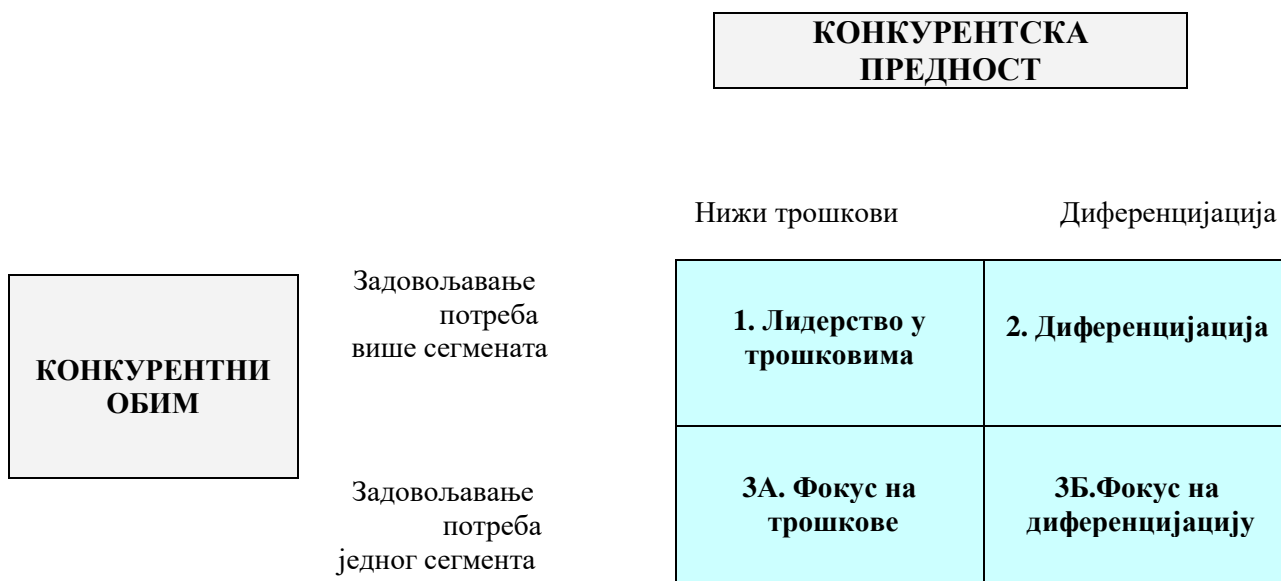 КОНКУРЕНТСКА
ПРЕДНОСТ
Нижи трошкови
Диференцијација
КОНКУРЕНТНИ
ОБИМ
Задовољавање
потреба
више сегмената
1. Лидерство у
трошковима
2. Диференцијација
Задовољавање
потреба
једног сегмента
3А. Фокус на
трошкове
3Б.Фокус на
диференцијацију